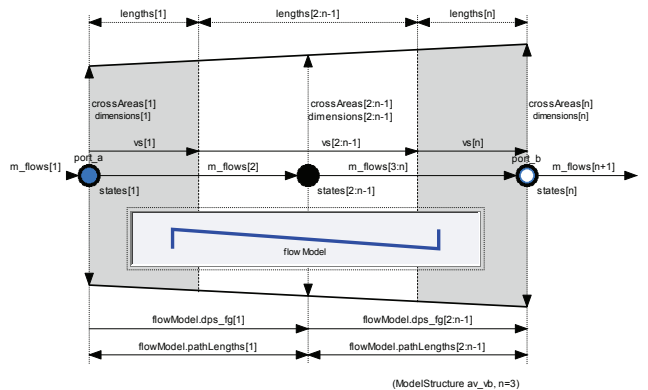 lengths[1] lengths[2:n-1] lengths[n]
crossAreas[1] crossAreas[2:n-1] crossAreas[n]
dimensions[1] dimensions[2:n-1] dimensions[n]
vs[1] vs[2:n-1] vs[n]
port_a port_b
m_flows[1] m_flows[2] m_flows[3:n] m_flows[n+1]
states[1] states[2:n-1] states[n]
flow Model
flowModel.dps_fg[1] flowModel.dps_fg[2:n-1]
flowModel.pathLengths[1] flowModel.pathLengths[2:n-1]
(ModelStructure av_vb, n=3)